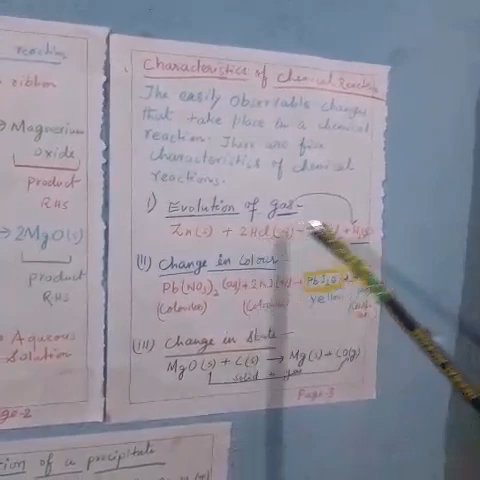 reaction
ribbon
→ Magnesium
oxide
product
RHS
→ 2MgO(s)
product
RHS
Aqueous
Solution
Page-2
Characteristics of Chemical Reaction
The easily observable changes
that take place in a chemical
reaction. There are five
characteristics of chemical
reactions.
i) Evolution of gas-
Zn(s) + 2HCl(aq) →
(II) Change in Colour
Pb(NO3)2 (aq) + 2KI (aq) →
(Colourless)
yellow
(III) Change in State
MgO(s) + C(s) → Mg(s) + CO(g)
solid gas
Page-3
of a precipitate